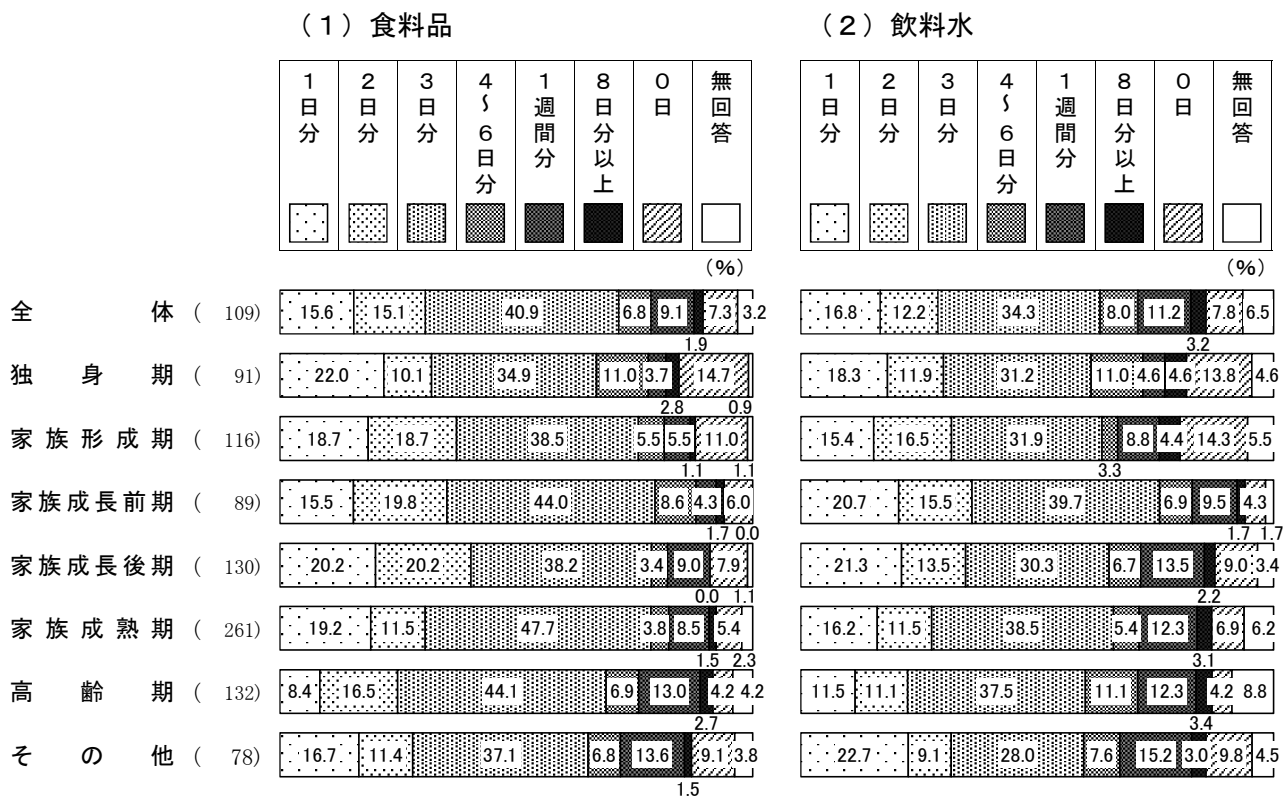 （１）食料品
（２）飲料水
１日分 ２日分 ３日分 ４～６日分 １週間分 ８日分以上 ０日 無回答
１日分 ２日分 ３日分 ４～６日分 １週間分 ８日分以上 ０日 無回答
(%) (%)
全体 ( 109) 15.6 15.1 40.9 6.8 9.1 7.3 3.2 16.8 12.2 34.3 8.0 11.2 7.8 6.5
1.9 3.2
独身期 ( 91) 22.0 10.1 34.9 11.0 3.7 14.7 18.3 11.9 31.2 11.0 4.6 4.6 13.8 4.6
2.8 0.9
家族形成期 ( 116) 18.7 18.7 38.5 5.5 5.5 11.0 15.4 16.5 31.9 8.8 4.4 14.3 5.5
1.1 1.1 3.3
家族成長前期 ( 89) 15.5 19.8 44.0 8.6 4.3 6.0 20.7 15.5 39.7 6.9 9.5 4.3
1.7 0.0 1.7 1.7
家族成長後期 ( 130) 20.2 20.2 38.2 3.4 9.0 7.9 21.3 13.5 30.3 6.7 13.5 9.0 3.4
0.0 1.1 2.2
家族成熟期 ( 261) 19.2 11.5 47.7 3.8 8.5 5.4 16.2 11.5 38.5 5.4 12.3 6.9 6.2
1.5 2.3 3.1
高齢期 ( 132) 8.4 16.5 44.1 6.9 13.0 4.2 4.2 11.5 11.1 37.5 11.1 12.3 4.2 8.8
2.7 3.4
その他 ( 78) 16.7 11.4 37.1 6.8 13.6 9.1 3.8 22.7 9.1 28.0 7.6 15.2 3.0 9.8 4.5
1.5